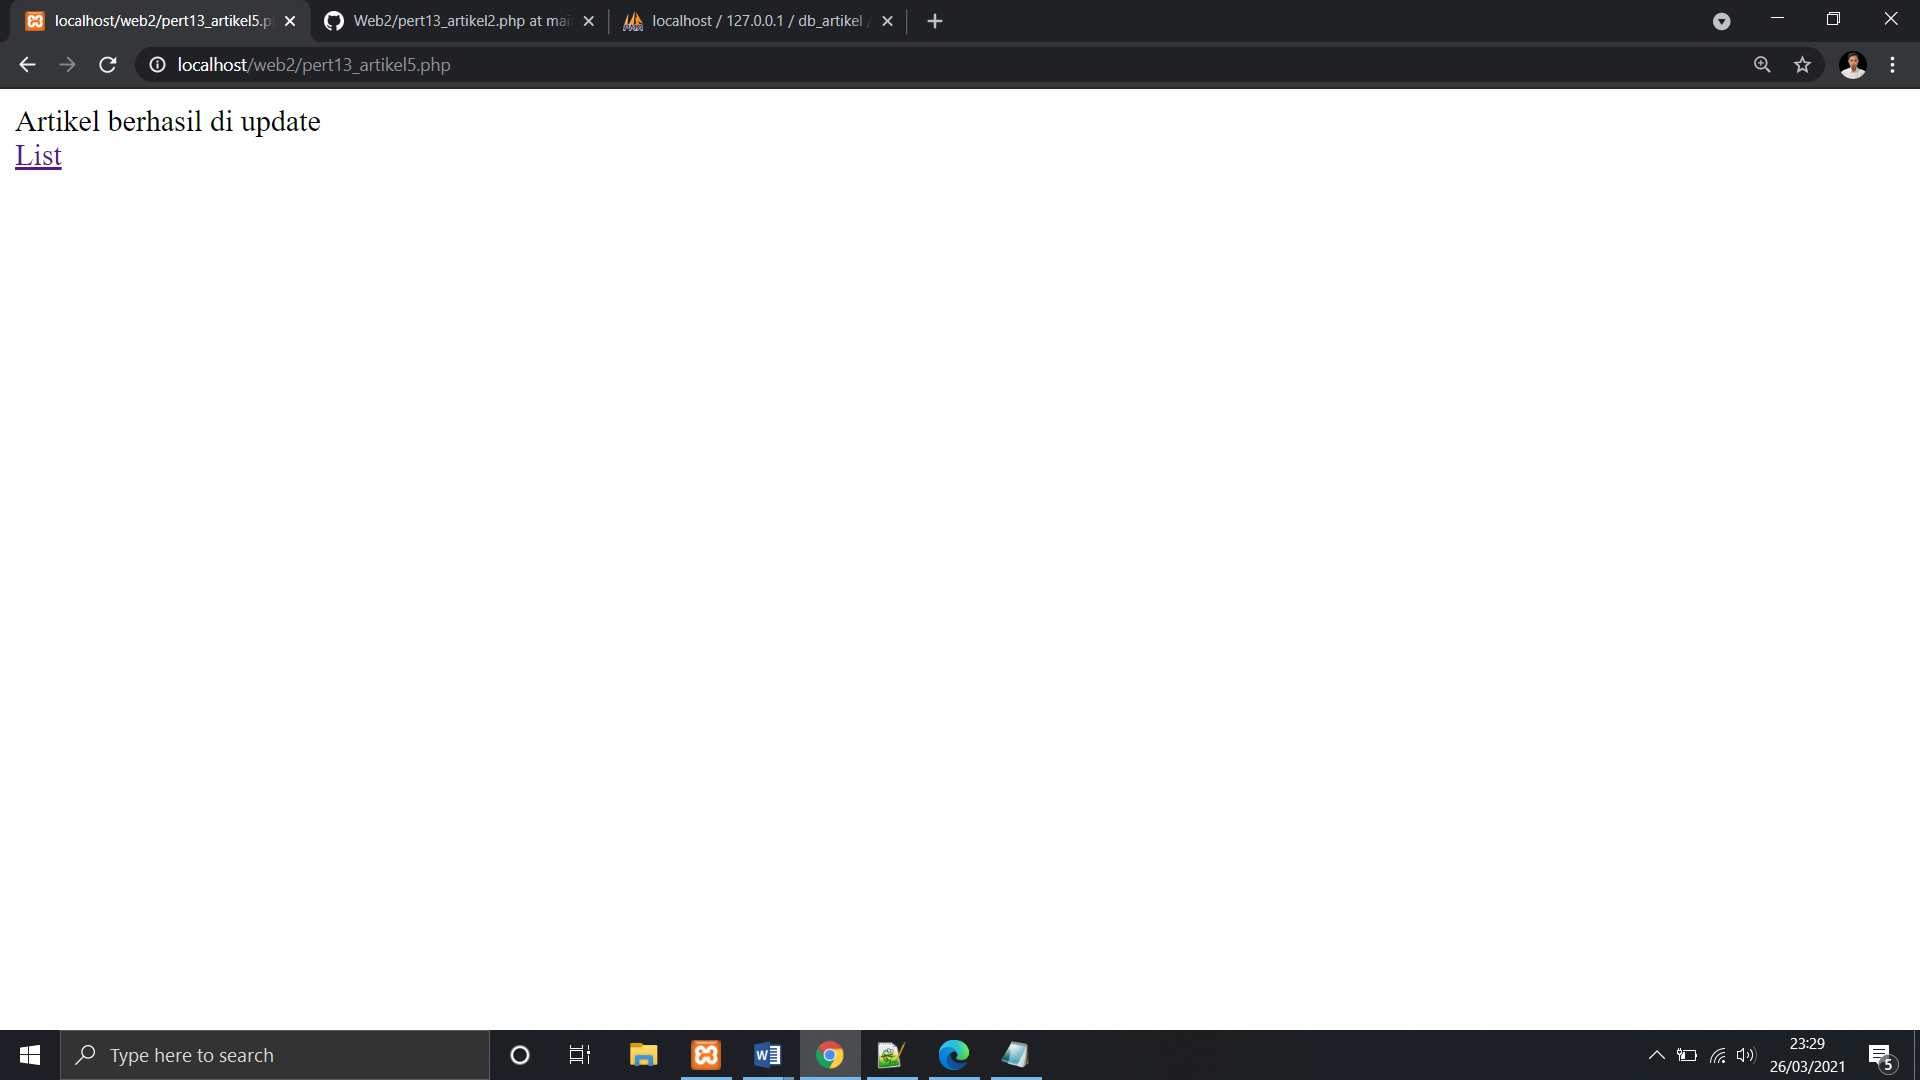 localhost/web2/pert13_artikel5.p
Web2/pert13_artikel2.php at mai
localhost / 127.0.0.1 / db_artikel /
localhost/web2/pert13_artikel5.php
Artikel berhasil di update
List
Type here to search
23:29
26/03/2021
5